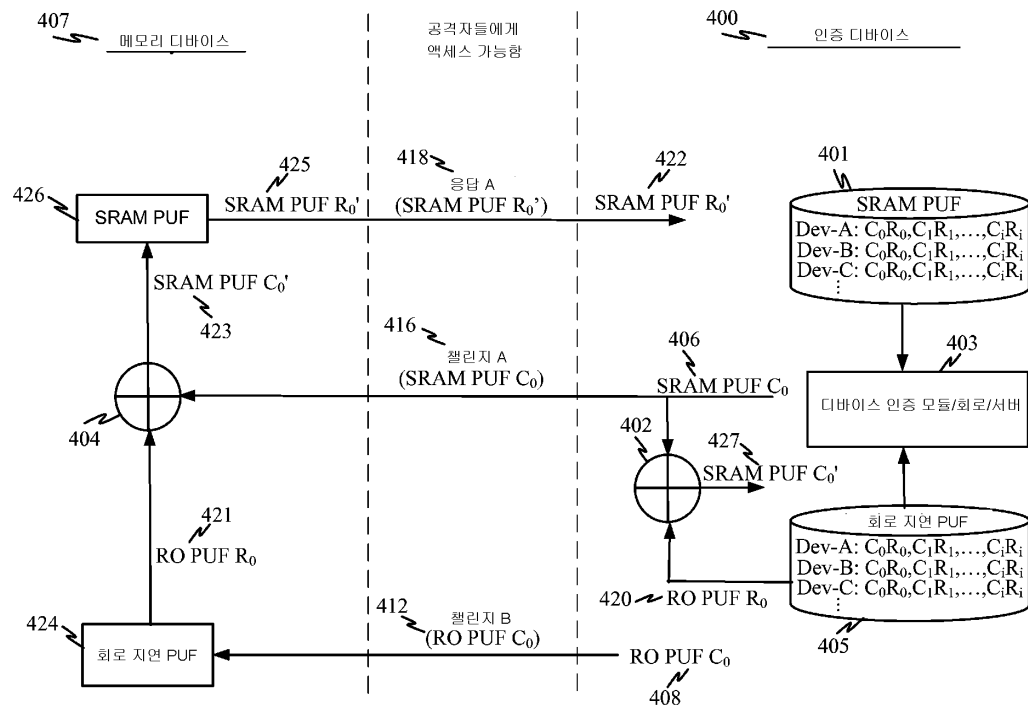 407
메모리 디바이스
공격자들에게
액세스 가능함
400
인증 디바이스
426
SRAM PUF
425
SRAM PUF R₀'
418
응답 A
(SRAM PUF R₀’)
422
SRAM PUF R₀'
401
SRAM PUF
Dev-A: C₀R₀,C₁R₁,…,CᵢRᵢ
Dev-B: C₀R₀,C₁R₁,…,CᵢRᵢ
Dev-C: C₀R₀,C₁R₁,…,CᵢRᵢ
⋮
SRAM PUF C₀'
423
416
챌린지 A
(SRAM PUF C₀)
406
SRAM PUF C₀
403
디바이스 인증 모듈/회로/서버
404
402
427
SRAM PUF C₀'
421
RO PUF R₀
420
RO PUF R₀
회로 지연 PUF
Dev-A: C₀R₀,C₁R₁,…,CᵢRᵢ
Dev-B: C₀R₀,C₁R₁,…,CᵢRᵢ
Dev-C: C₀R₀,C₁R₁,…,CᵢRᵢ
⋮
405
424
회로 지연 PUF
412
챌린지 B
(RO PUF C₀)
RO PUF C₀
408